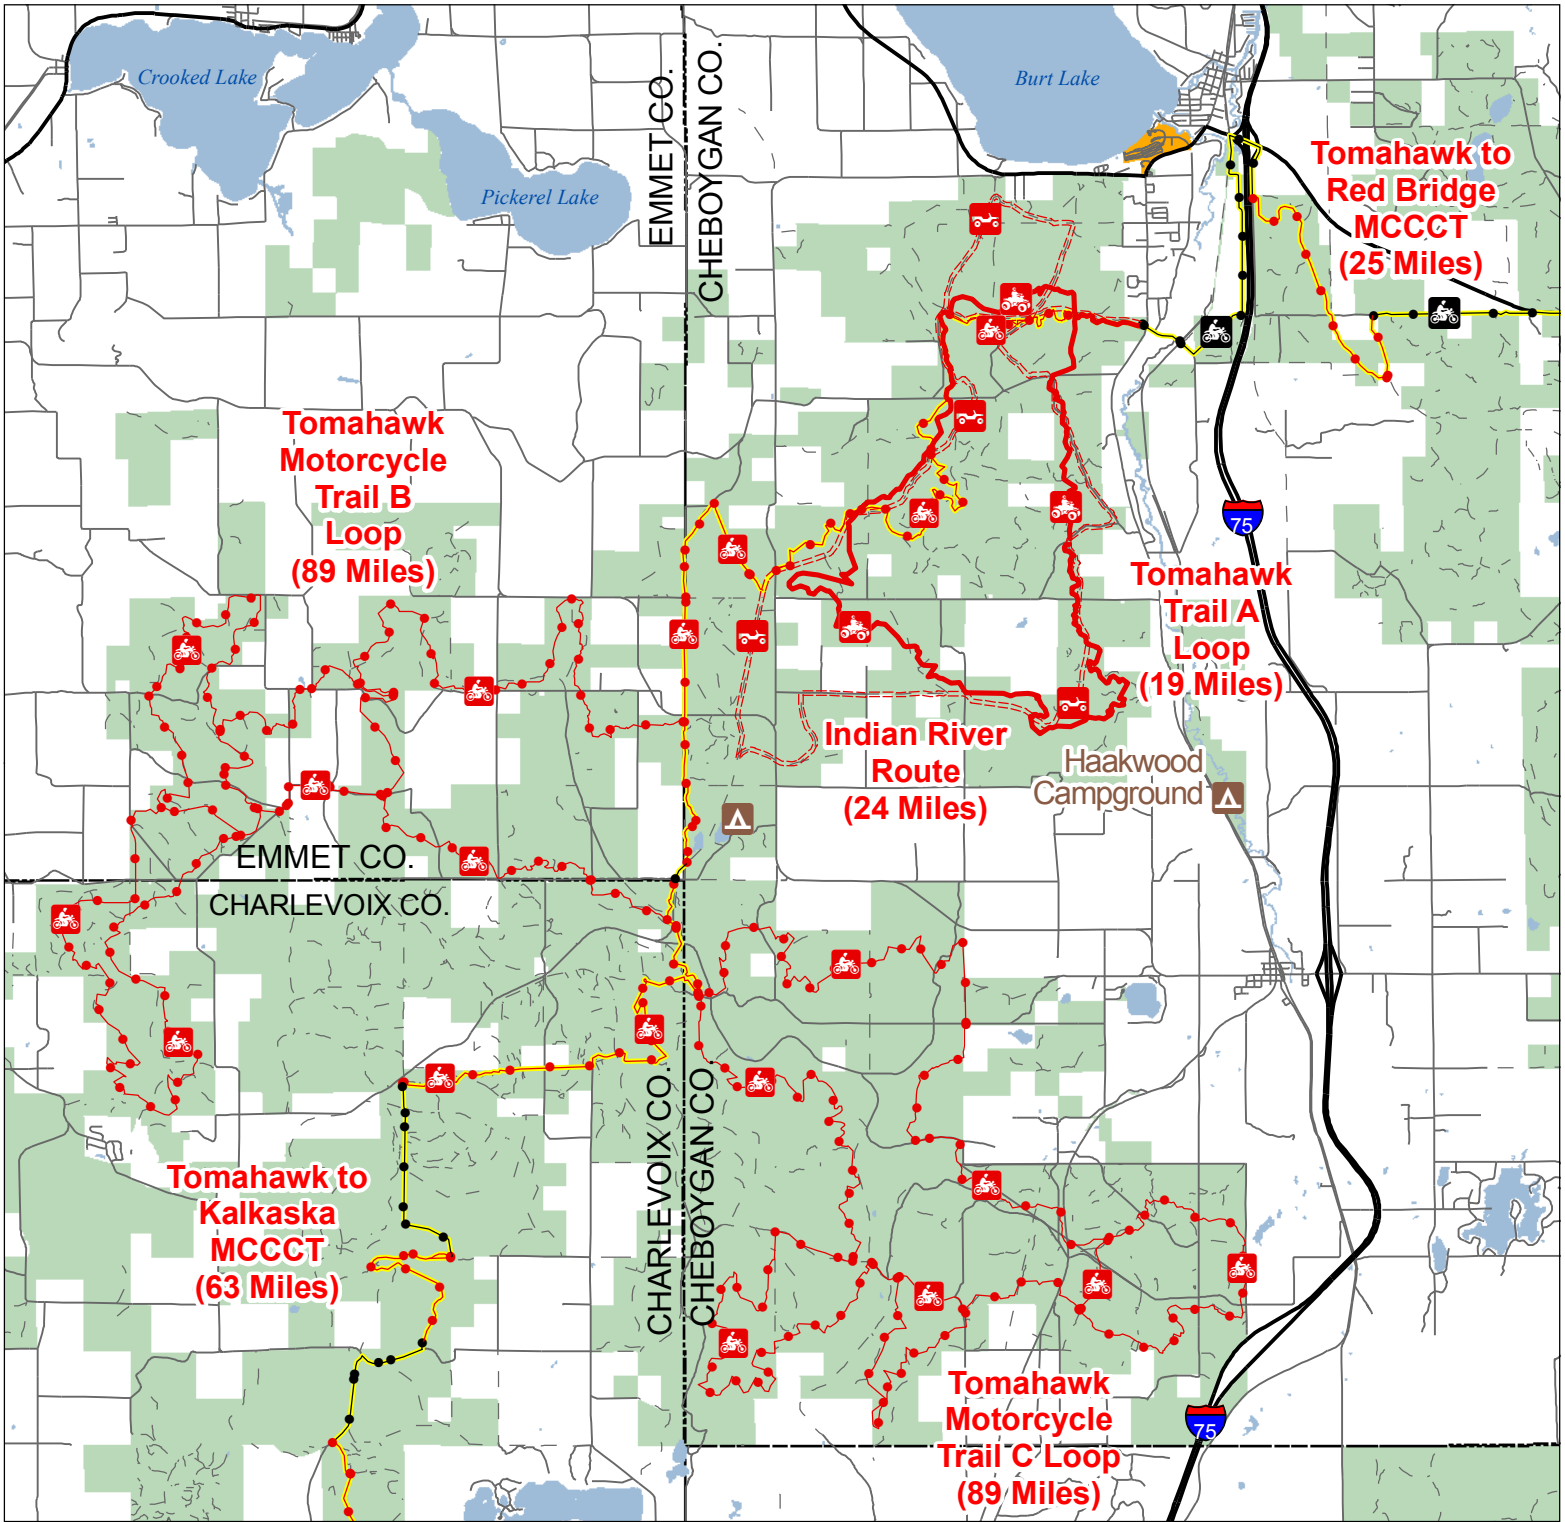 Crooked Lake
Pickerel Lake
EMMET CO.
CHEBOYGAN CO.
Burt Lake
Tomahawk to
Red Bridge
MCCCT
(25 Miles)
Tomahawk
Motorcycle
Trail B
Loop
(89 Miles)
75
Tomahawk
Trail A
Loop
(19 Miles)
Indian River
Route
(24 Miles)
Haakwood
Campground
EMMET CO.
CHARLEVOIX CO.
Tomahawk to
Kalkaska
MCCCT
(63 Miles)
CHARLEVOIX CO.
CHEBOYGAN CO.
Tomahawk
Motorcycle
Trail C Loop
(89 Miles)
75